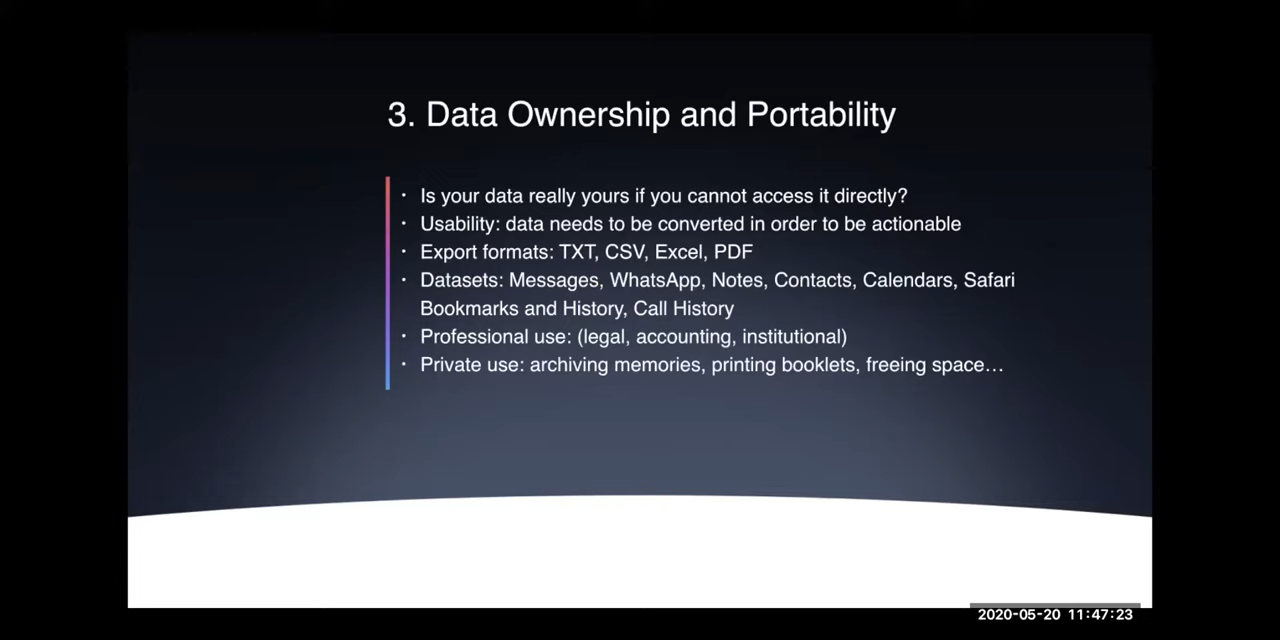 3. Data Ownership and Portability
· Is your data really yours if you cannot access it directly?
· Usability: data needs to be converted in order to be actionable
· Export formats: TXT, CSV, Excel, PDF
· Datasets: Messages, WhatsApp, Notes, Contacts, Calendars, Safari
Bookmarks and History, Call History
· Professional use: (legal, accounting, institutional)
· Private use: archiving memories, printing booklets, freeing space…
2020-05-20 11:47:23